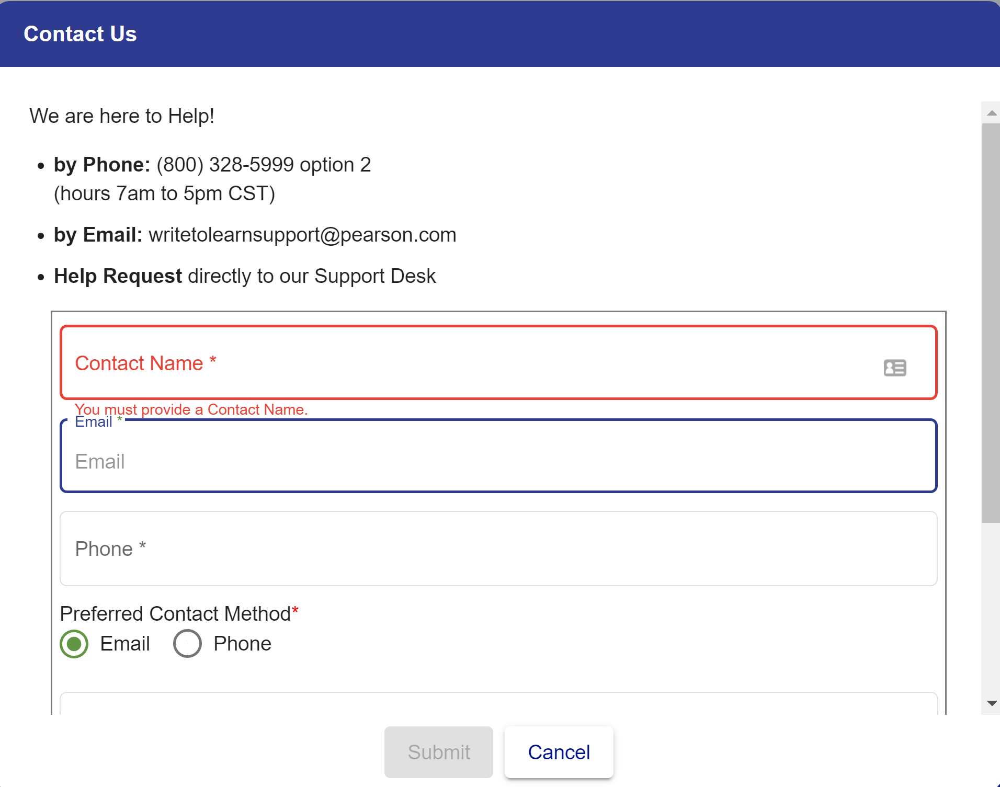 Contact Us
We are here to Help!
by Phone: (800) 328-5999 option 2
(hours 7am to 5pm CST)
by Email: writetolearnsupport@pearson.com
Help Request directly to our Support Desk
Contact Name *
You must provide a Contact Name.
Email *
Email
Phone *
Preferred Contact Method*
Email Phone
Submit Cancel